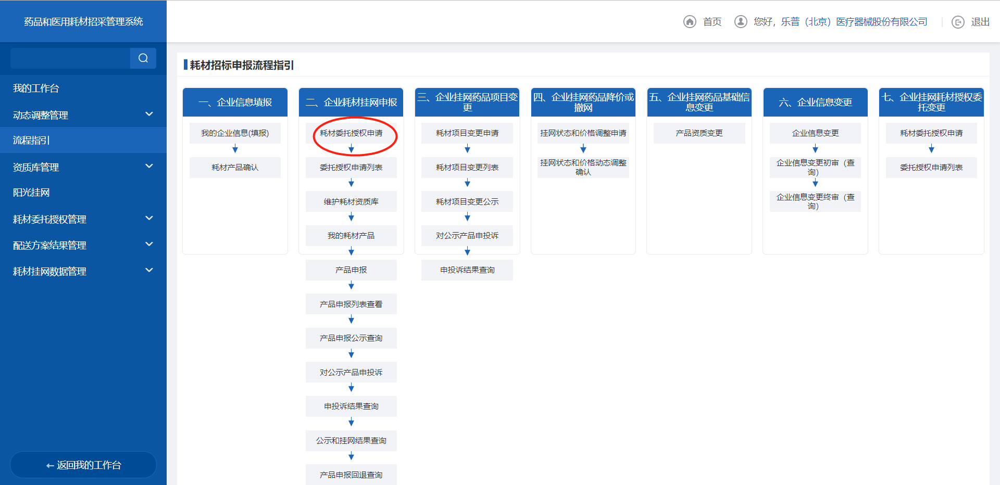 药品和医用耗材招采管理系统
首页
您好，乐普（北京）医疗器械股份有限公司
退出
我的工作台
动态调整管理
流程指引
资质库管理
阳光挂网
耗材委托授权管理
配送方案结果管理
耗材挂网数据管理
返回我的工作台
耗材招标申报流程指引
一、企业信息填报
我的企业信息(填报)
耗材产品确认
二、企业耗材挂网申报
耗材委托授权申请
委托授权申请列表
维护耗材资质库
我的耗材产品
产品申报
产品申报列表查看
产品申报公示查询
对公示产品申投诉
申投诉结果查询
公示和挂网结果查询
产品申报回退查询
三、企业挂网药品项目变
更
耗材项目变更申请
耗材项目变更列表
耗材项目变更公示
对公示产品申投诉
申投诉结果查询
四、企业挂网药品降价或
撤网
挂网状态和价格调整申请
挂网状态和价格动态调整
确认
五、企业挂网药品基础信
息变更
产品资质变更
六、企业信息变更
企业信息变更
企业信息变更初审（查
询）
企业信息变更终审（查
询）
七、企业挂网耗材授权委
托变更
耗材委托授权申请
委托授权申请列表